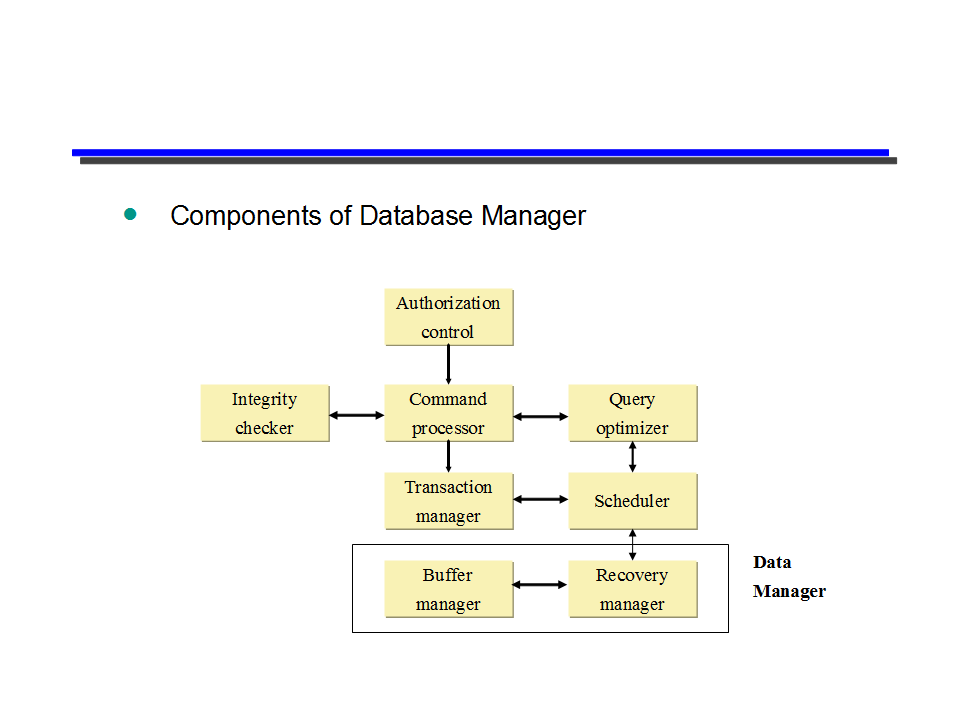 Components of Database Manager
Authorization
control
Integrity
checker
Command
processor
Query
optimizer
Transaction
manager
Scheduler
Buffer
manager
Recovery
manager
Data
Manager